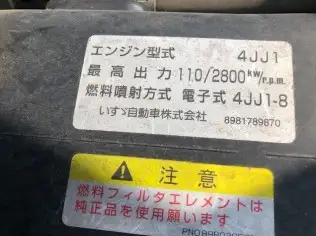 エンジン型式 4JJ1
最高出力 110/2800kW/r.p.m.
燃料噴射方式 電子式 4JJ1-8
いすゞ自動車株式会社
8981789870
注意
燃料フィルタエレメントは
純正品を使用願います